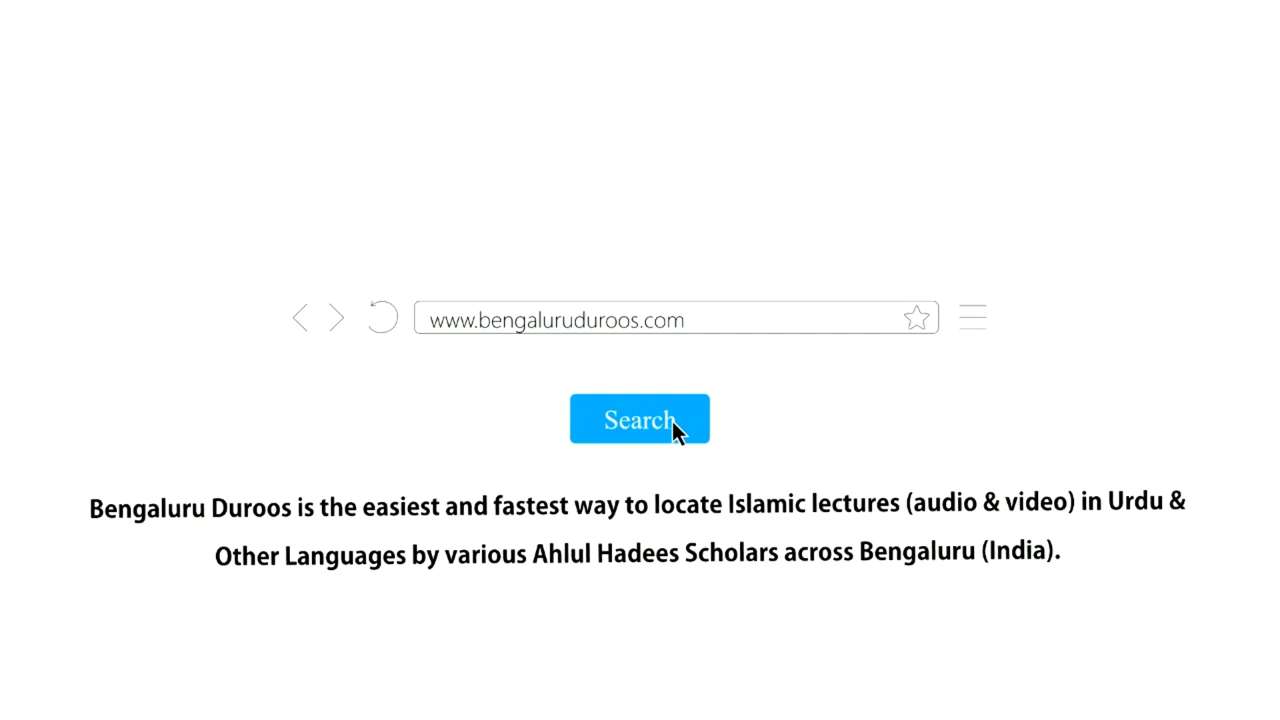 www.bengaluruduroos.com
Search
Bengaluru Duroos is the easiest and fastest way to locate Islamic lectures (audio & video) in Urdu &
Other Languages by various Ahlul Hadees Scholars across Bengaluru (India).